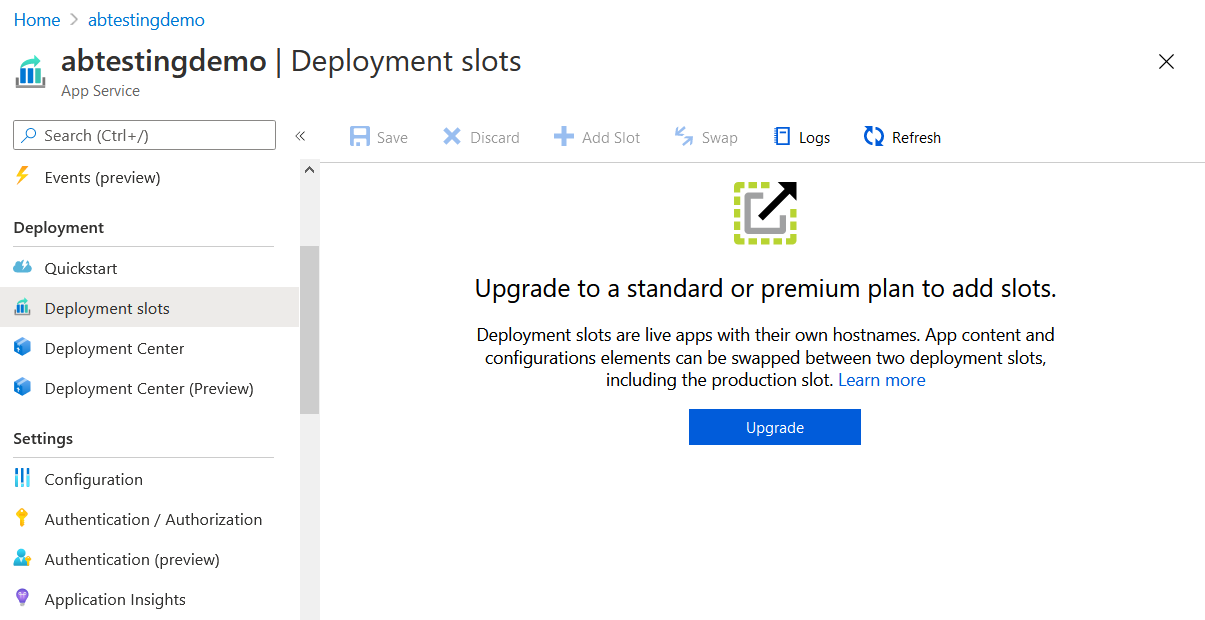 Home > abtestingdemo
abtestingdemo | Deployment slots
App Service
Search (Ctrl+/)
«
Save
Discard
Add Slot
Swap
Logs
Refresh
Events (preview)
Deployment
Quickstart
Deployment slots
Deployment Center
Deployment Center (Preview)
Settings
Configuration
Authentication / Authorization
Authentication (preview)
Application Insights
Upgrade to a standard or premium plan to add slots.
Deployment slots are live apps with their own hostnames. App content and
configurations elements can be swapped between two deployment slots,
including the production slot. Learn more
Upgrade